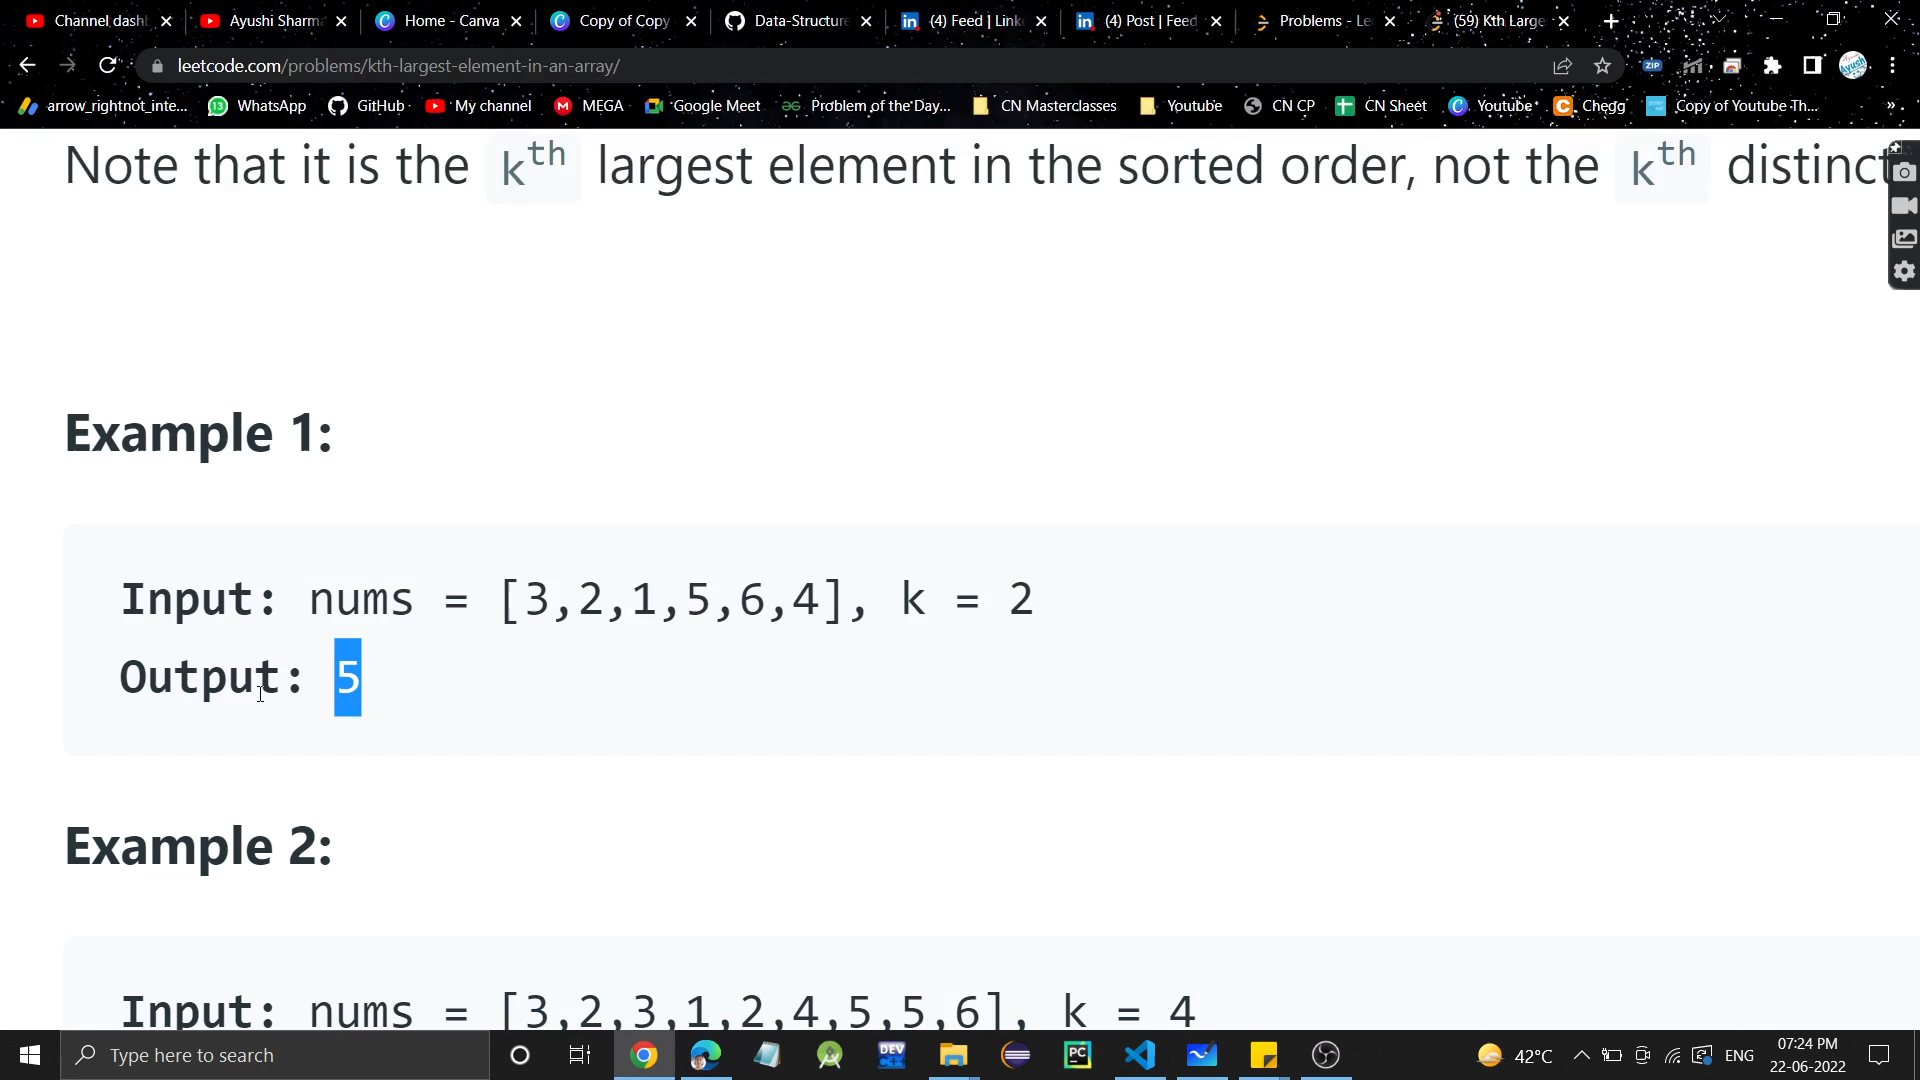 Channel dash
Ayushi Sharma
Home - Canva
Copy of Copy
Data-Structure
(4) Feed | Link
(4) Post | Feed
Problems - Le
(59) Kth Large
leetcode.com/problems/kth-largest-element-in-an-array/
ZIP
arrow_rightnot_inte...
13
WhatsApp
GitHub
My channel
MEGA
Google Meet
Problem of the Day...
CN Masterclasses
Youtube
CN CP
CN Sheet
Youtube
Chegg
Copy of Youtube Th...
»
Note that it is the kth largest element in the sorted order, not the kth distinct
Example 1:
Input: nums = [3,2,1,5,6,4], k = 2
Output: 5
Example 2:
Input: nums = [3,2,3,1,2,4,5,5,6], k = 4
Type here to search
DEV
PC
42°C
ENG
07:24 PM
22-06-2022